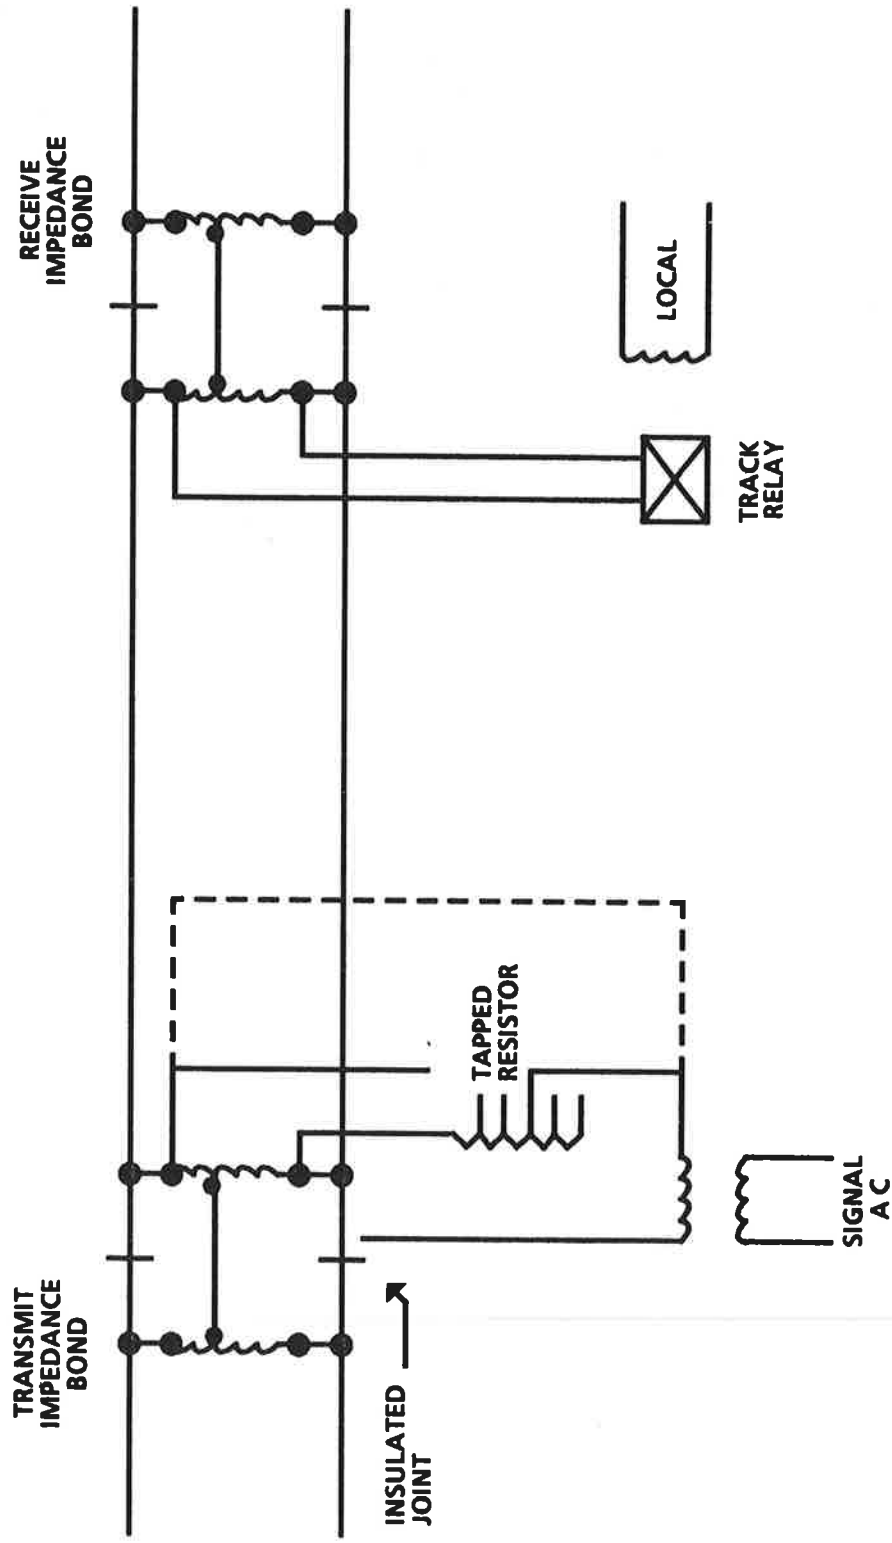 TRANSMIT
IMPEDANCE
BOND
RECEIVE
IMPEDANCE
BOND
INSULATED
JOINT
TAPPED
RESISTOR
SIGNAL
A C
TRACK
RELAY
LOCAL